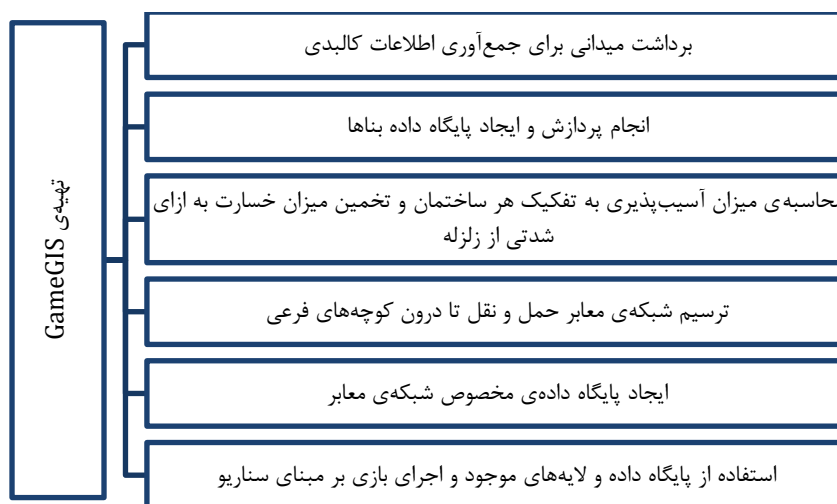 تهیه‌ی GameGIS
برداشت میدانی برای جمع‌آوری اطلاعات کالبدی
انجام پردازش و ایجاد پایگاه داده بناها
محاسبه‌ی میزان آسیب‌پذیری به تفکیک هر ساختمان و تخمین میزان خسارت به ازای
شدتی از زلزله
ترسیم شبکه‌ی معابر حمل و نقل تا درون کوچه‌های فرعی
ایجاد پایگاه داده‌ی مخصوص شبکه‌ی معابر
استفاده از پایگاه داده و لایه‌های موجود و اجرای بازی بر مبنای سناریو